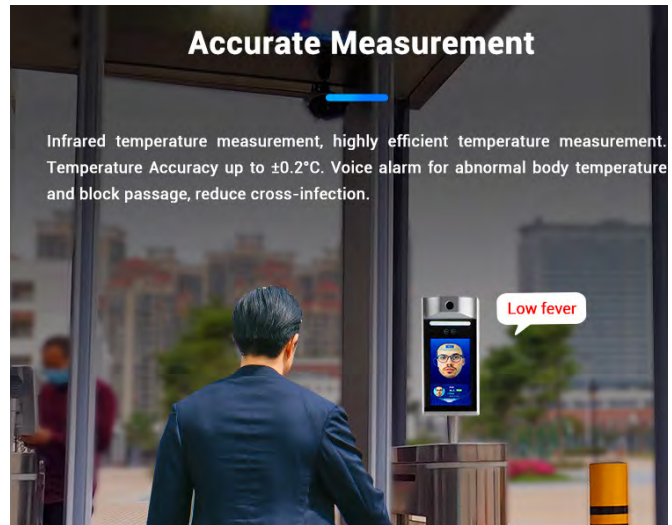 Accurate Measurement
Infrared temperature measurement, highly efficient temperature measurement.
Temperature Accuracy up to ±0.2°C. Voice alarm for abnormal body temperature
and block passage, reduce cross-infection.
Low fever